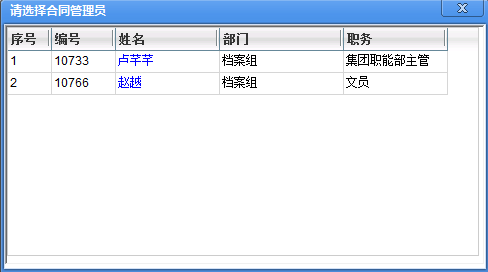 请选择合同管理员
序号 编号 姓名 部门 职务
1 10733 卢芊芊 档案组 集团职能部主管
2 10766 赵越 档案组 文员